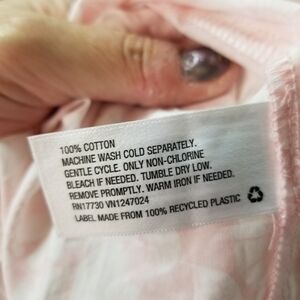 100% COTTON
MACHINE WASH COLD SEPARATELY.
GENTLE CYCLE. ONLY NON-CHLORINE
BLEACH IF NEEDED. TUMBLE DRY LOW.
REMOVE PROMPTLY. WARM IRON IF NEEDED.
RN17730 VN1247024
LABEL MADE FROM 100% RECYCLED PLASTIC